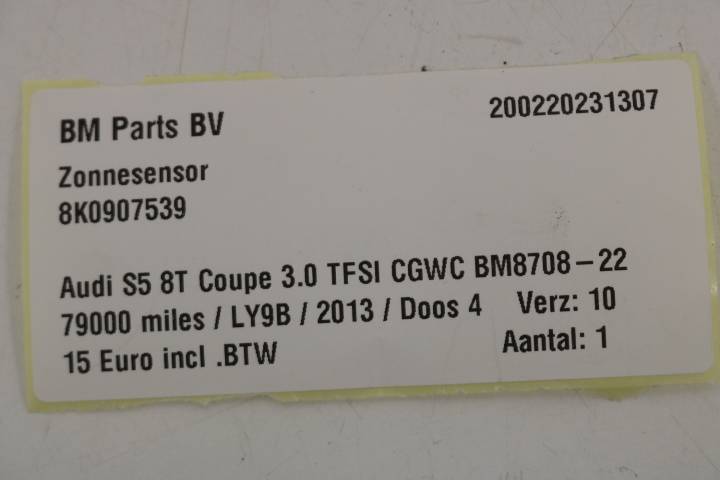 BM Parts BV 200220231307
Zonnesensor
8K0907539
Audi S5 8T Coupe 3.0 TFSI CGWC BM8708-22
79000 miles / LY9B / 2013 / Doos 4 Verz: 10
15 Euro incl .BTW Aantal: 1